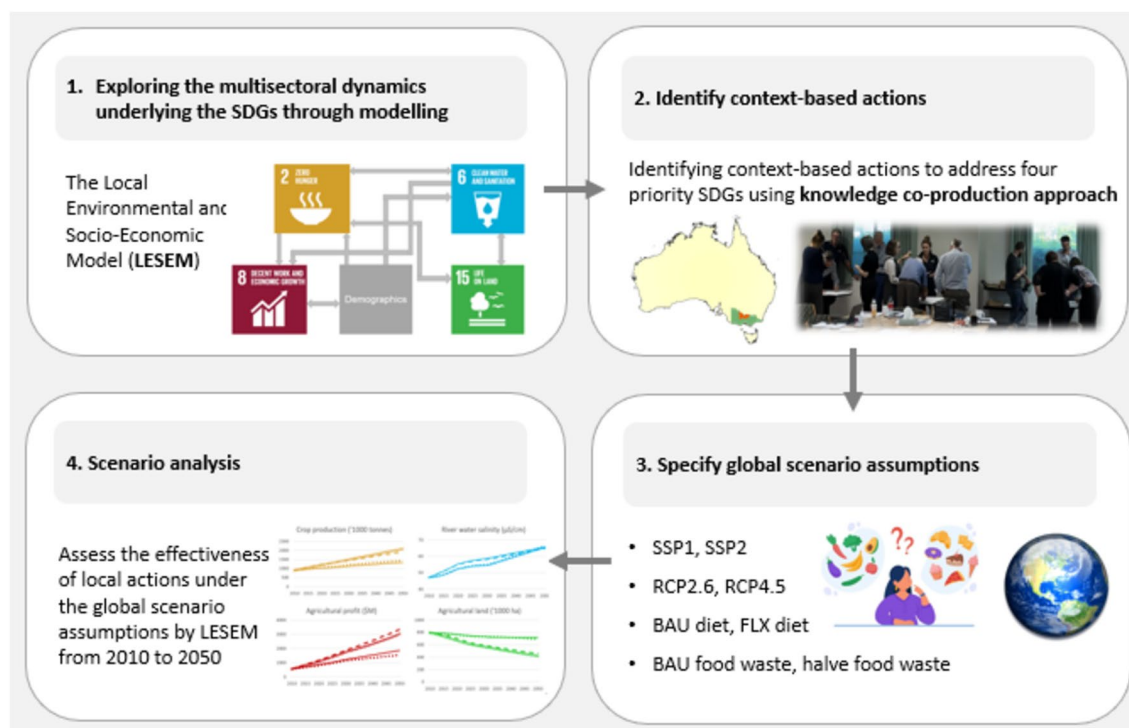 1. Exploring the multisectoral dynamics
underlying the SDGs through modelling
The Local
Environmental and
Socio-Economic
Model (LESEM)
2 ZERO
HUNGER
6 CLEAN WATER
AND SANITATION
8 DECENT WORK AND
ECONOMIC GROWTH
Demographics
15 LIFE
ON LAND
2. Identify context-based actions
Identifying context-based actions to address four
priority SDGs using knowledge co-production approach
3. Specify global scenario assumptions
• SSP1, SSP2
• RCP2.6, RCP4.5
• BAU diet, FLX diet
• BAU food waste, halve food waste
??
4. Scenario analysis
Assess the effectiveness
of local actions under
the global scenario
assumptions by LESEM
from 2010 to 2050
Crop production ('1000 tonnes)
River water salinity (µS/cm)
Agricultural profit ($M)
Agricultural land ('1000 ha)